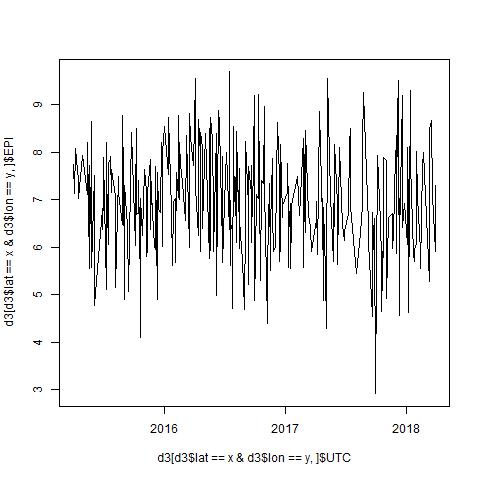 d3[d3$lat == x & d3$lon == y, ]$EPI
9
8
7
6
5
4
3
2016 2017 2018
d3[d3$lat == x & d3$lon == y, ]$UTC